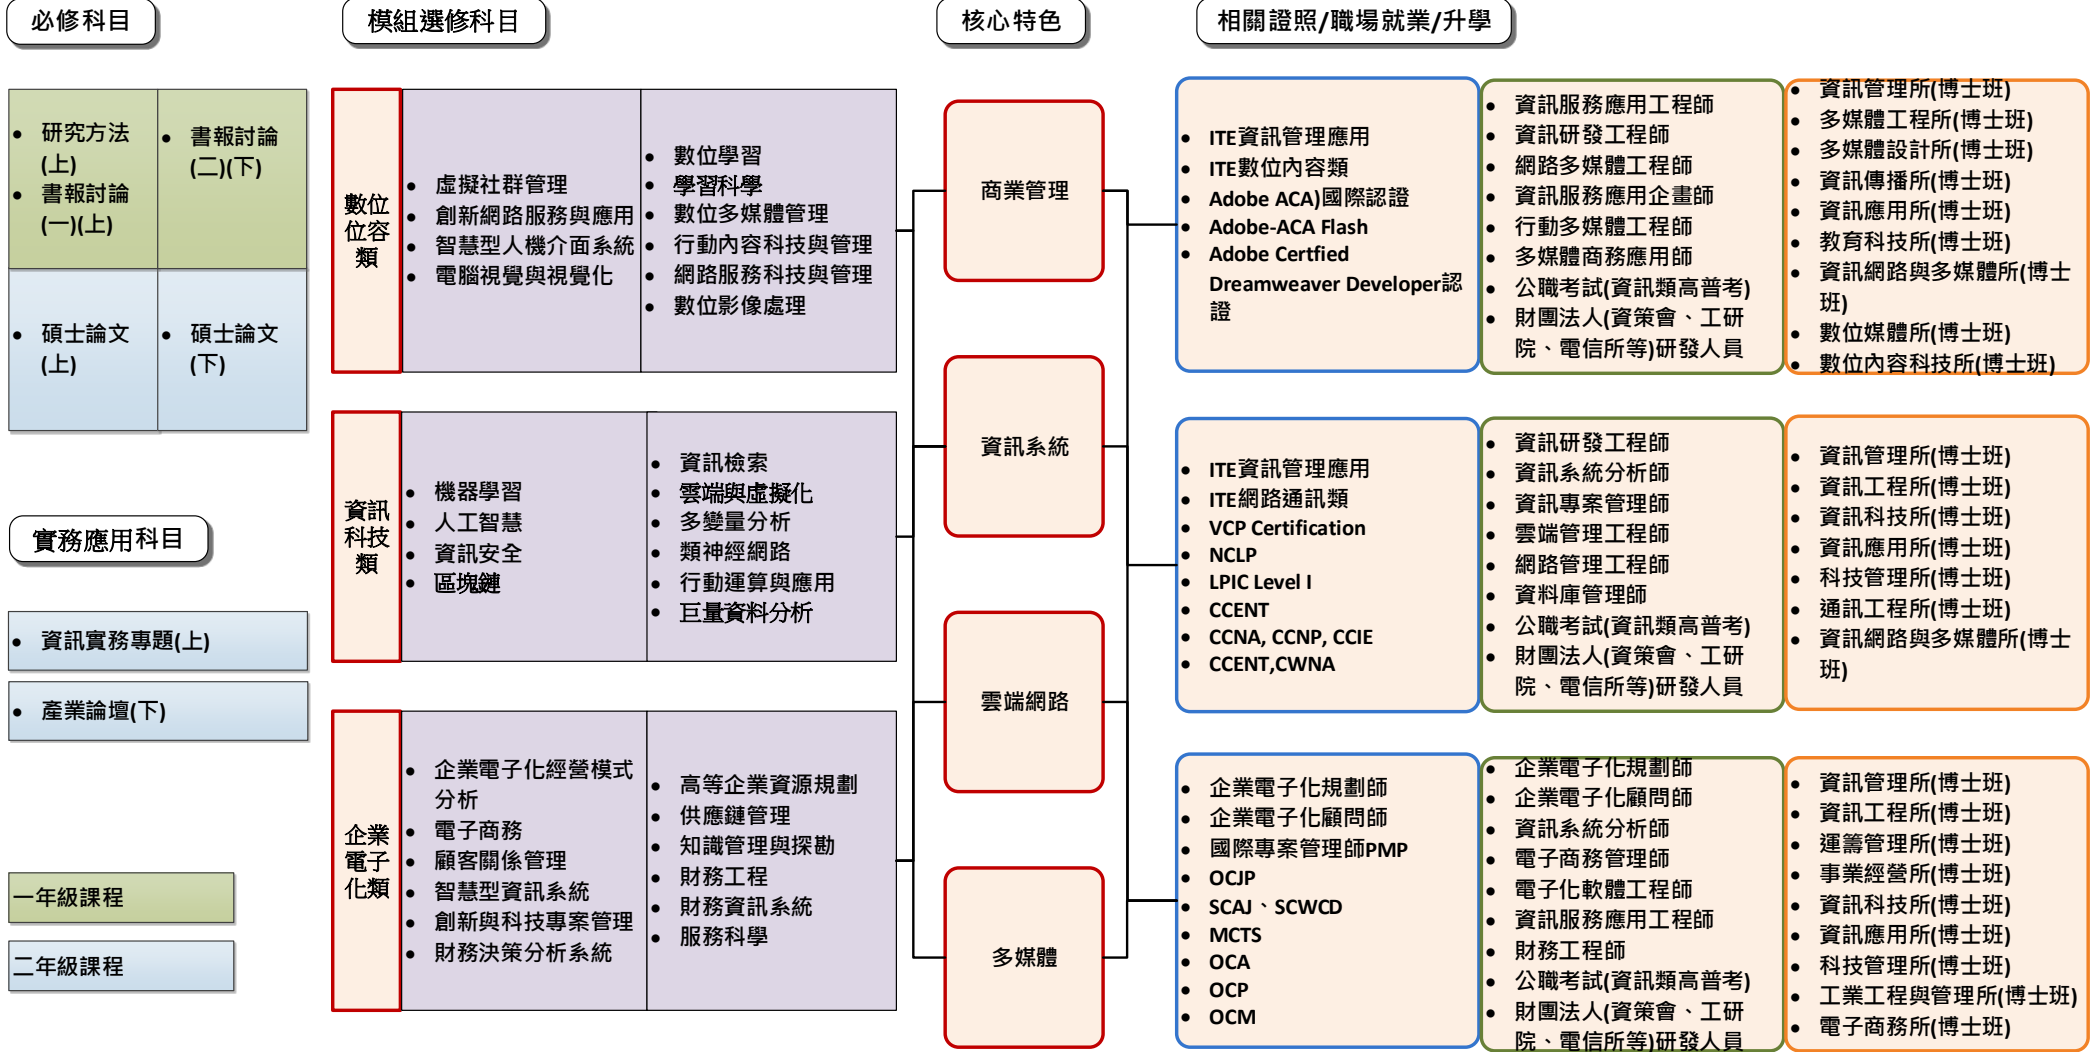 必修科目
模組選修科目
核心特色
相關證照/職場就業/升學
研究方法
(上)
書報討論
(一)(上)
書報討論
(二)(下)
碩士論文
(上)
碩士論文
(下)
實務應用科目
資訊實務專題(上)
產業論壇(下)
一年級課程
二年級課程
數位
位容
類
虛擬社群管理
創新網路服務與應用
智慧型人機介面系統
電腦視覺與視覺化
數位學習
學習科學
數位多媒體管理
行動內容科技與管理
網路服務科技與管理
數位影像處理
資訊
科技
類
機器學習
人工智慧
資訊安全
區塊鏈
資訊檢索
雲端與虛擬化
多變量分析
類神經網路
行動運算與應用
巨量資料分析
企業
電子
化類
企業電子化經營模式
分析
電子商務
顧客關係管理
智慧型資訊系統
創新與科技專案管理
財務決策分析系統
高等企業資源規劃
供應鏈管理
知識管理與探勘
財務工程
財務資訊系統
服務科學
商業管理
資訊系統
雲端網路
多媒體
ITE資訊管理應用
ITE數位內容類
Adobe ACA)國際認證
Adobe-ACA Flash
Adobe Certfied
Dreamweaver Developer認
證
資訊服務應用工程師
資訊研發工程師
網路多媒體工程師
資訊服務應用企畫師
行動多媒體工程師
多媒體商務應用師
公職考試(資訊類高普考)
財團法人(資策會、工研
院、電信所等)研發人員
資訊管理所(博士班)
多媒體工程所(博士班)
多媒體設計所(博士班)
資訊傳播所(博士班)
資訊應用所(博士班)
教育科技所(博士班)
資訊網路與多媒體所(博士
班)
數位媒體所(博士班)
數位內容科技所(博士班)
ITE資訊管理應用
ITE網路通訊類
VCP Certification
NCLP
LPIC Level I
CCENT
CCNA, CCNP, CCIE
CCENT,CWNA
資訊研發工程師
資訊系統分析師
資訊專案管理師
雲端管理工程師
網路管理工程師
資料庫管理師
公職考試(資訊類高普考)
財團法人(資策會、工研
院、電信所等)研發人員
資訊管理所(博士班)
資訊工程所(博士班)
資訊科技所(博士班)
資訊應用所(博士班)
科技管理所(博士班)
通訊工程所(博士班)
資訊網路與多媒體所(博士
班)
企業電子化規劃師
企業電子化顧問師
國際專案管理師PMP
OCJP
SCAJ、SCWCD
MCTS
OCA
OCP
OCM
企業電子化規劃師
企業電子化顧問師
資訊系統分析師
電子商務管理師
電子化軟體工程師
資訊服務應用工程師
財務工程師
公職考試(資訊類高普考)
財團法人(資策會、工研
院、電信所等)研發人員
資訊管理所(博士班)
資訊工程所(博士班)
運籌管理所(博士班)
事業經營所(博士班)
資訊科技所(博士班)
資訊應用所(博士班)
科技管理所(博士班)
工業工程與管理所(博士班)
電子商務所(博士班)